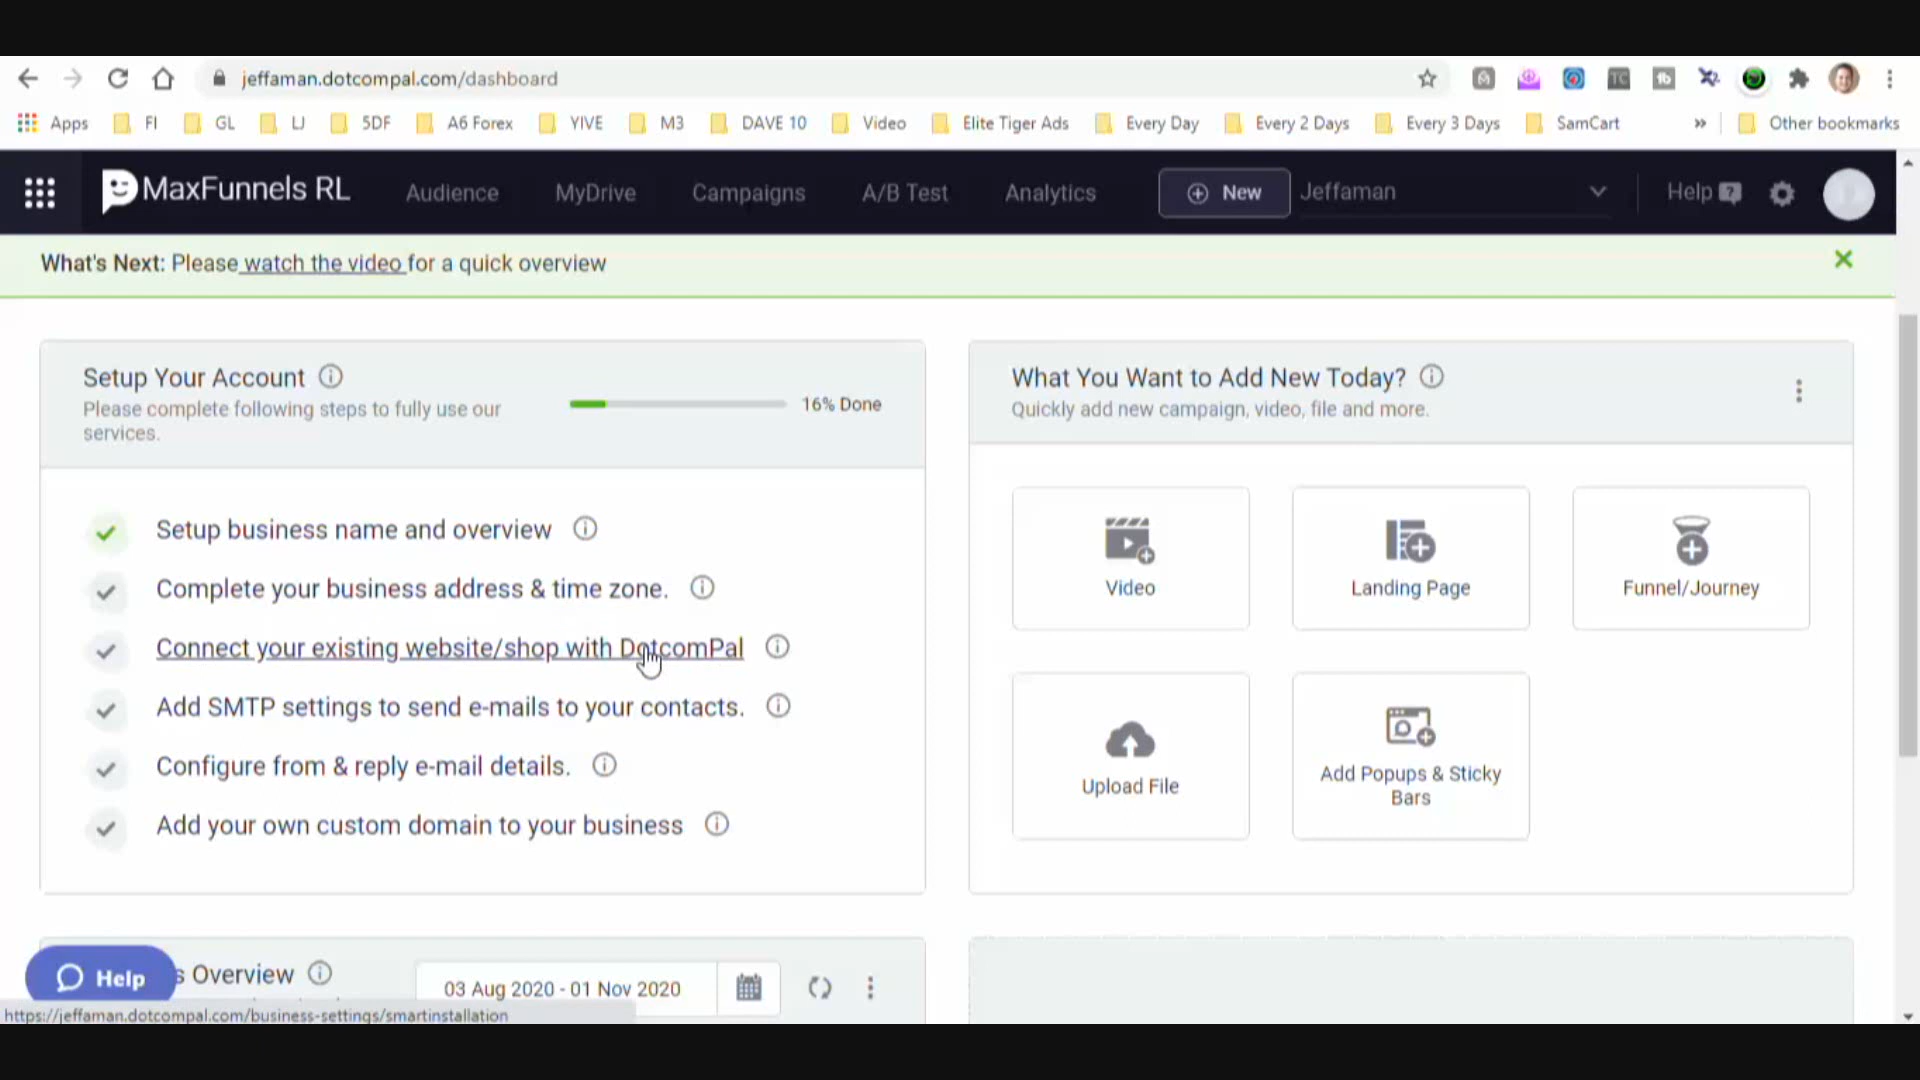 jeffaman.dotcompal.com/dashboard
Apps FI GL LJ 5DF A6 Forex YIVE M3 DAVE 10 Video Elite Tiger Ads Every Day Every 2 Days Every 3 Days SamCart » Other bookmarks
MaxFunnels RL Audience MyDrive Campaigns A/B Test Analytics New Jeffaman Help
What's Next: Please watch the video for a quick overview
Setup Your Account
Please complete following steps to fully use our
services.
16% Done
Setup business name and overview
Complete your business address & time zone.
Connect your existing website/shop with DotcomPal
Add SMTP settings to send e-mails to your contacts.
Configure from & reply e-mail details.
Add your own custom domain to your business
What You Want to Add New Today?
Quickly add new campaign, video, file and more.
Video
Landing Page
Funnel/Journey
Upload File
Add Popups & Sticky
Bars
Help
Overview
03 Aug 2020 - 01 Nov 2020
https://jeffaman.dotcompal.com/business-settings/smartinstallation